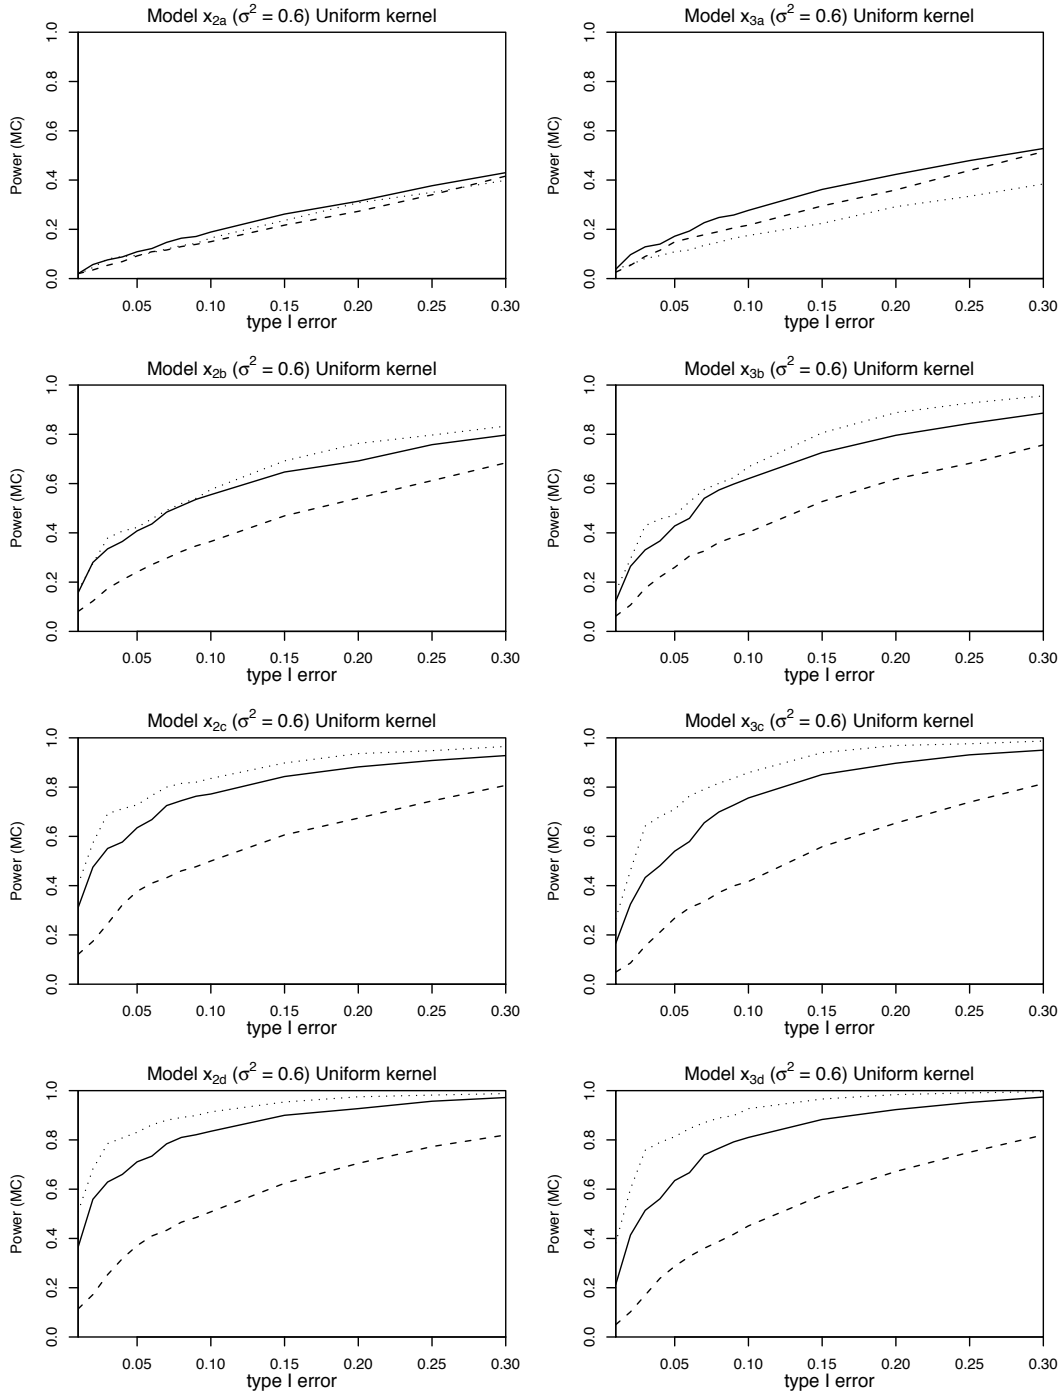 Model x2a (σ² = 0.6) Uniform kernel
Power (MC)
0.0 0.2 0.4 0.6 0.8 1.0
0.05 0.10 0.15 0.20 0.25 0.30
type I error
Model x3a (σ² = 0.6) Uniform kernel
Power (MC)
0.0 0.2 0.4 0.6 0.8 1.0
0.05 0.10 0.15 0.20 0.25 0.30
type I error
Model x2b (σ² = 0.6) Uniform kernel
Power (MC)
0.0 0.2 0.4 0.6 0.8 1.0
0.05 0.10 0.15 0.20 0.25 0.30
type I error
Model x3b (σ² = 0.6) Uniform kernel
Power (MC)
0.0 0.2 0.4 0.6 0.8 1.0
0.05 0.10 0.15 0.20 0.25 0.30
type I error
Model x2c (σ² = 0.6) Uniform kernel
Power (MC)
0.0 0.2 0.4 0.6 0.8 1.0
0.05 0.10 0.15 0.20 0.25 0.30
type I error
Model x3c (σ² = 0.6) Uniform kernel
Power (MC)
0.0 0.2 0.4 0.6 0.8 1.0
0.05 0.10 0.15 0.20 0.25 0.30
type I error
Model x2d (σ² = 0.6) Uniform kernel
Power (MC)
0.0 0.2 0.4 0.6 0.8 1.0
0.05 0.10 0.15 0.20 0.25 0.30
type I error
Model x3d (σ² = 0.6) Uniform kernel
Power (MC)
0.0 0.2 0.4 0.6 0.8 1.0
0.05 0.10 0.15 0.20 0.25 0.30
type I error